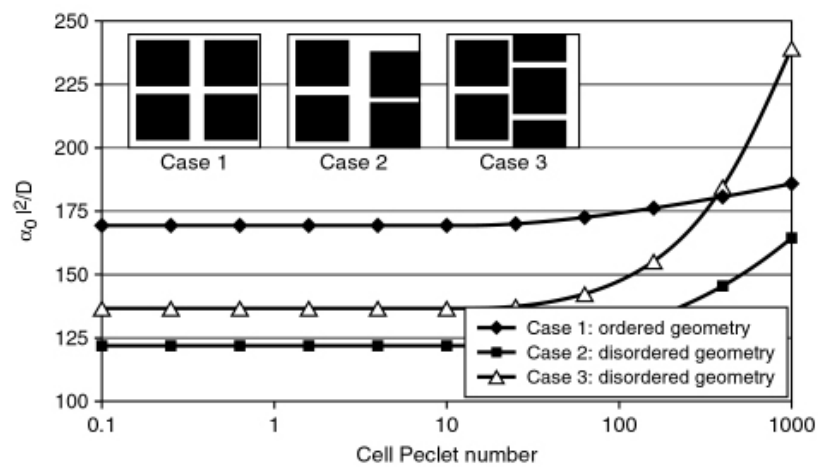 250
225
200
175
150
125
100
α₀ l²/D
Case 1
Case 2
Case 3
Case 1: ordered geometry
Case 2: disordered geometry
Case 3: disordered geometry
0.1
1
10
100
1000
Cell Peclet number